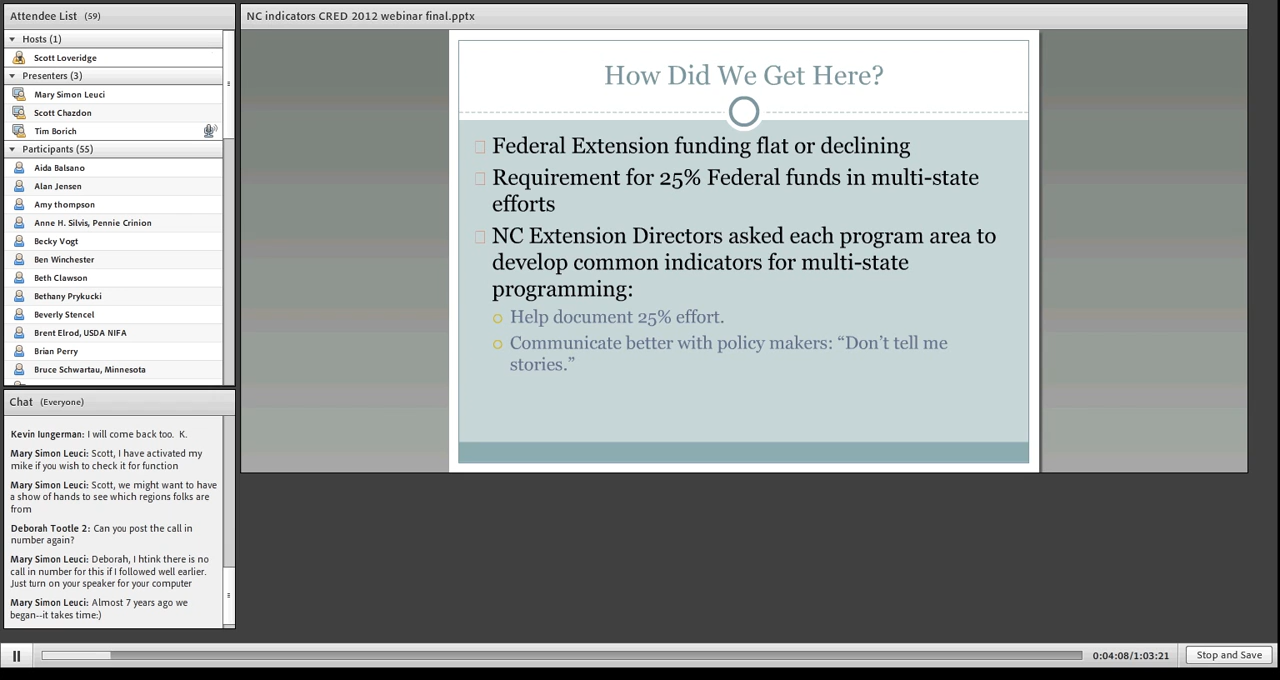 Attendee List (59)
Hosts (1)
Scott Loveridge
Presenters (3)
Mary Simon Leuci
Scott Chazdon
Tim Borich
Participants (55)
Aida Balsano
Alan Jensen
Amy thompson
Anne H. Silvis, Pennie Crinion
Becky Vogt
Ben Winchester
Beth Clawson
Bethany Prykucki
Beverly Stencel
Brent Elrod, USDA NIFA
Brian Perry
Bruce Schwartau, Minnesota
Chat (Everyone)
Kevin Iungerman: I will come back too. K.
Mary Simon Leuci: Scott, I have activated my
mike if you wish to check it for function
Mary Simon Leuci: Scott, we might want to have
a show of hands to see which regions folks are
from
Deborah Tootle 2: Can you post the call in
number again?
Mary Simon Leuci: Deborah, I htink there is no
call in number for this if I followed well earlier.
Just turn on your speaker for your computer
Mary Simon Leuci: Almost 7 years ago we
began--it takes time:)
NC indicators CRED 2012 webinar final.pptx
How Did We Get Here?
Federal Extension funding flat or declining
Requirement for 25% Federal funds in multi-state
efforts
NC Extension Directors asked each program area to
develop common indicators for multi-state
programming:
Help document 25% effort.
Communicate better with policy makers: “Don’t tell me
stories.”
0:04:08/1:03:21
Stop and Save